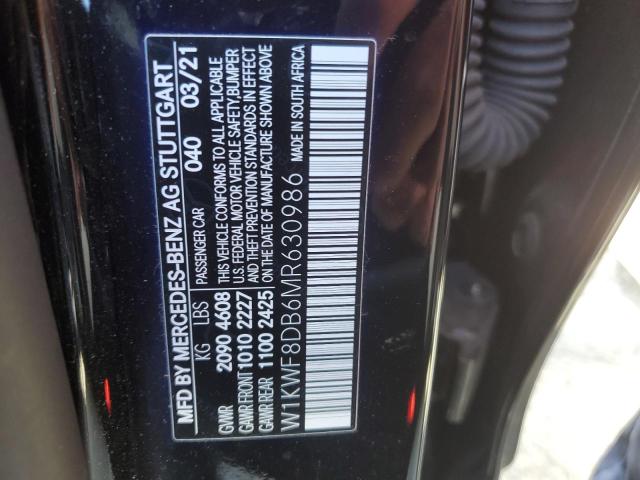 MFD BY MERCEDES-BENZ AG STUTTGART
PASSENGER CAR 040 03/21
KG LBS
GVWR 2090 4608
GAWR FRONT 1010 2227
GAWR REAR 1100 2425
THIS VEHICLE CONFORMS TO ALL APPLICABLE
U.S. FEDERAL MOTOR VEHICLE SAFETY, BUMPER
AND THEFT PREVENTION STANDARDS IN EFFECT
ON DATE OF MANUFACTURE SHOWN ABOVE
W1KWF8DB6MR630986 MADE IN SOUTH AFRICA